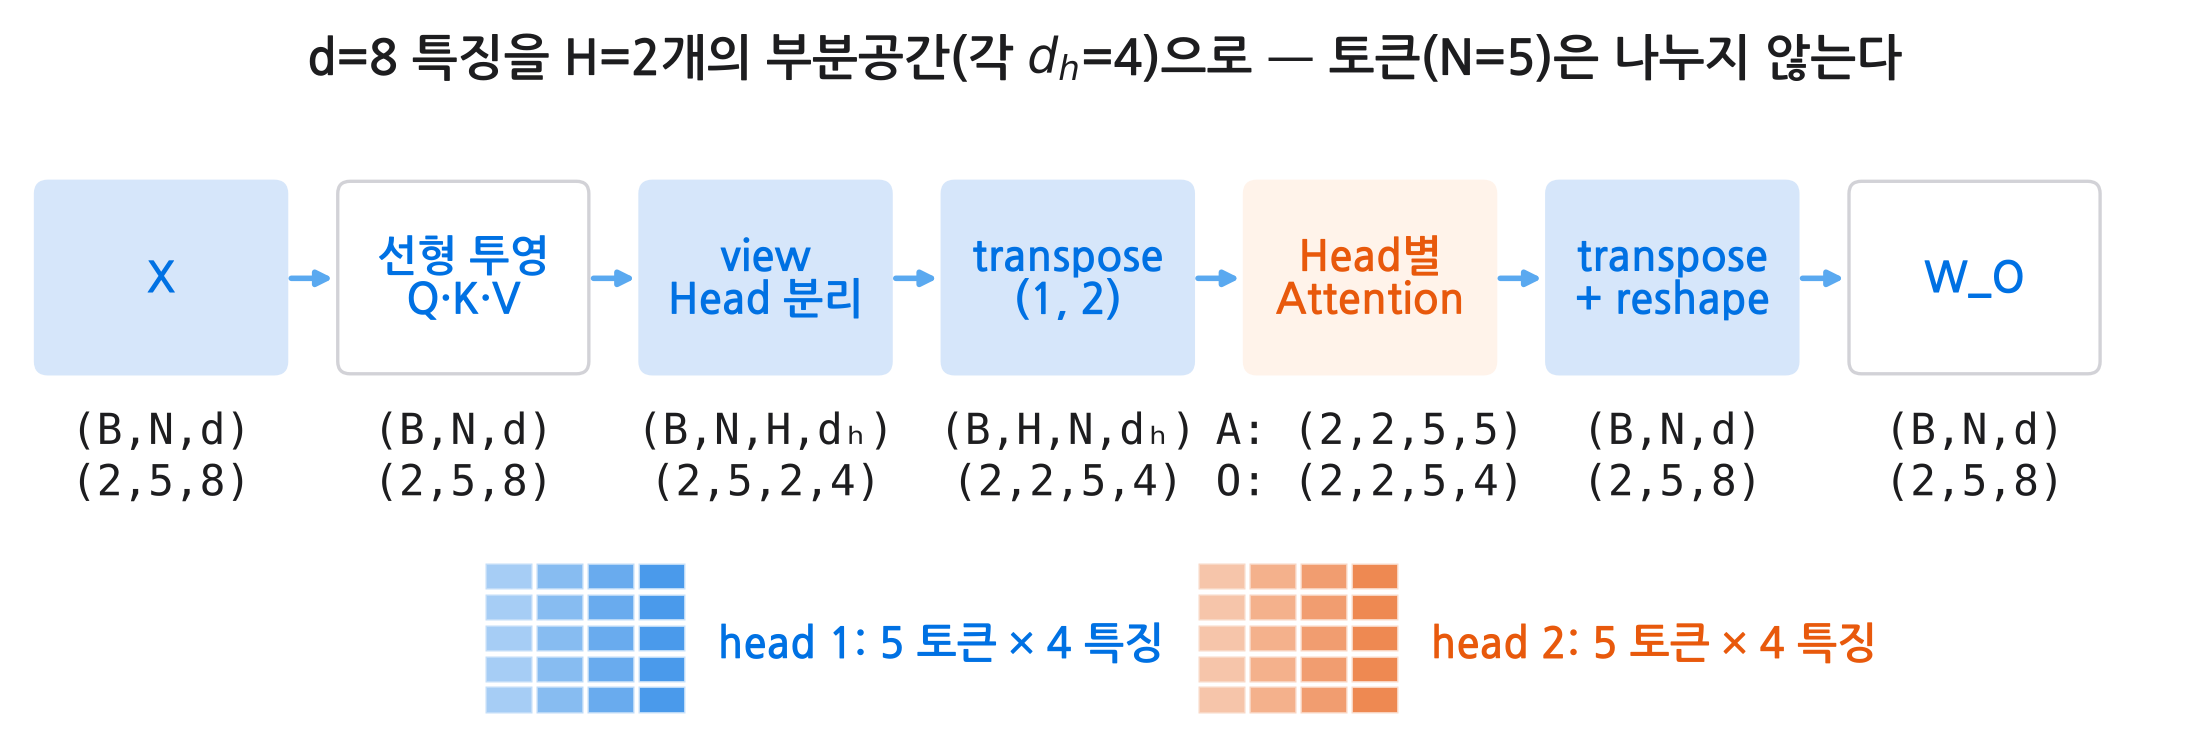 d=8 특징을 H=2개의 부분공간(각 dₕ=4)으로 — 토큰(N=5)은 나누지 않는다
X
선형 투영
Q·K·V
view
Head 분리
transpose
(1, 2)
Head별
Attention
transpose
+ reshape
W_O
(B,N,d)
(2,5,8)
(B,N,d)
(2,5,8)
(B,N,H,dₕ)
(2,5,2,4)
(B,H,N,dₕ)
(2,2,5,4)
A: (2,2,5,5)
O: (2,2,5,4)
(B,N,d)
(2,5,8)
(B,N,d)
(2,5,8)
head 1: 5 토큰 × 4 특징
head 2: 5 토큰 × 4 특징